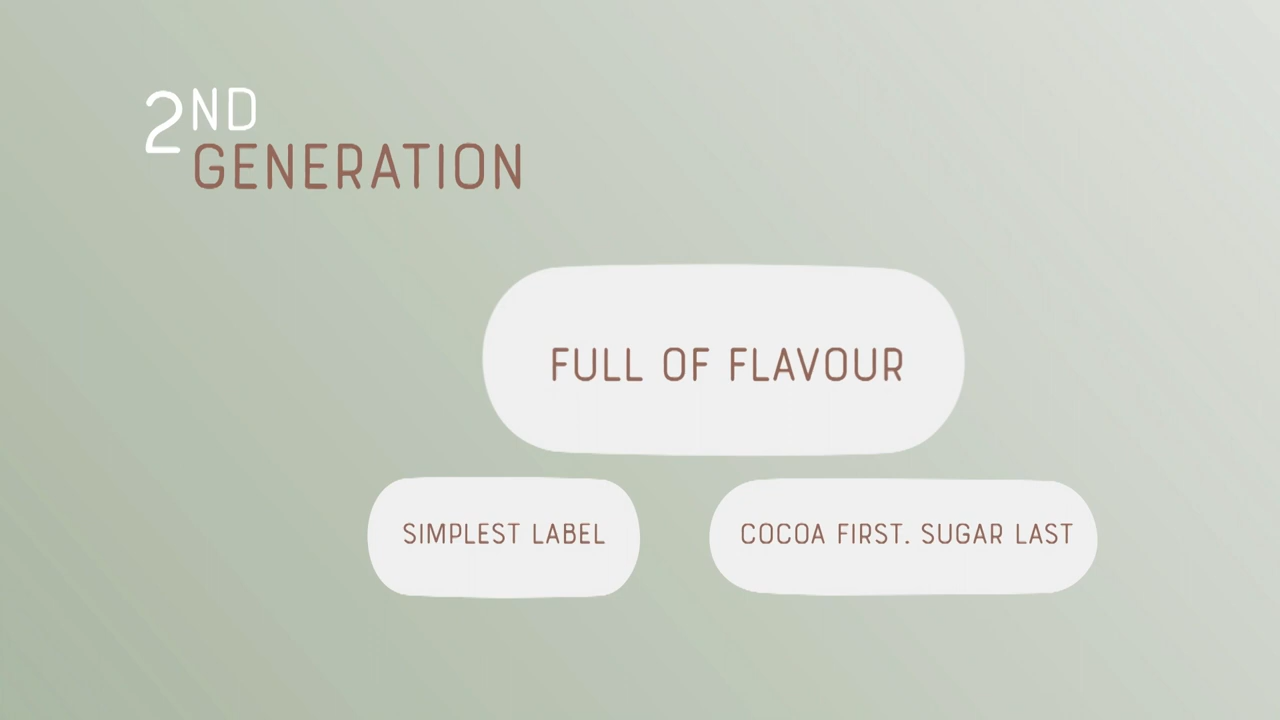 2ND
GENERATION
FULL OF FLAVOUR
SIMPLEST LABEL
COCOA FIRST. SUGAR LAST